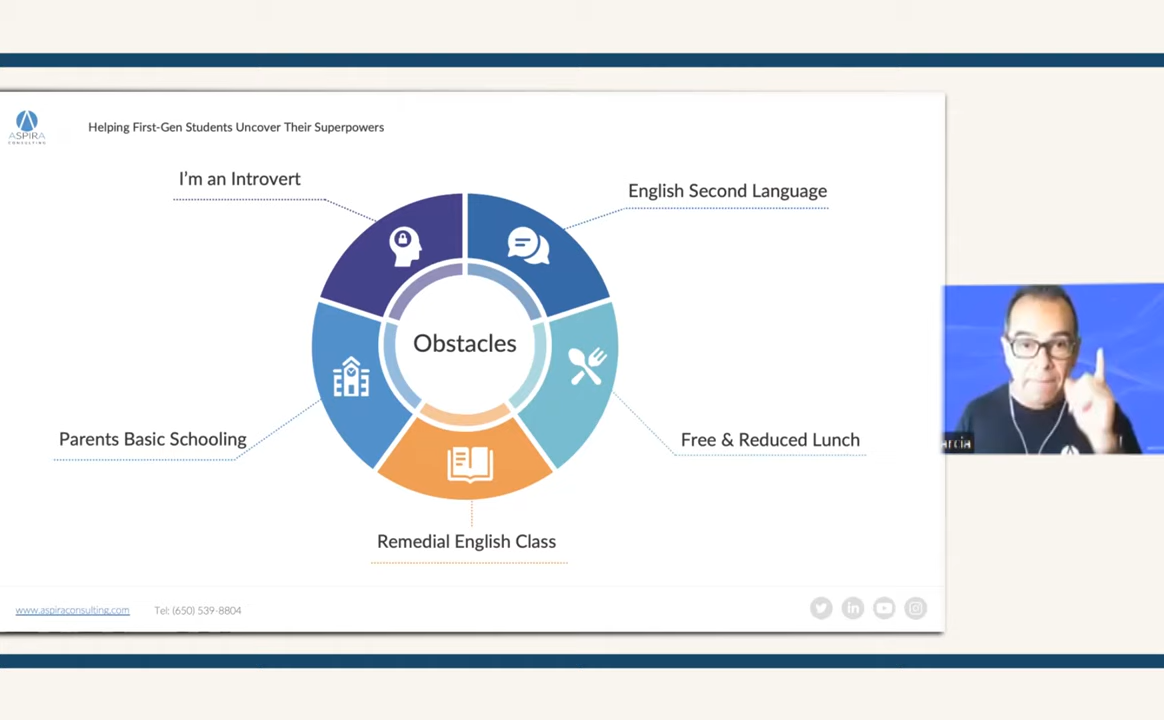 ASPIRA
CONSULTING
Helping First-Gen Students Uncover Their Superpowers
I'm an Introvert
English Second Language
Obstacles
Parents Basic Schooling
Free & Reduced Lunch
Remedial English Class
www.aspiraconsulting.com
Tel: (650) 539-8804
in